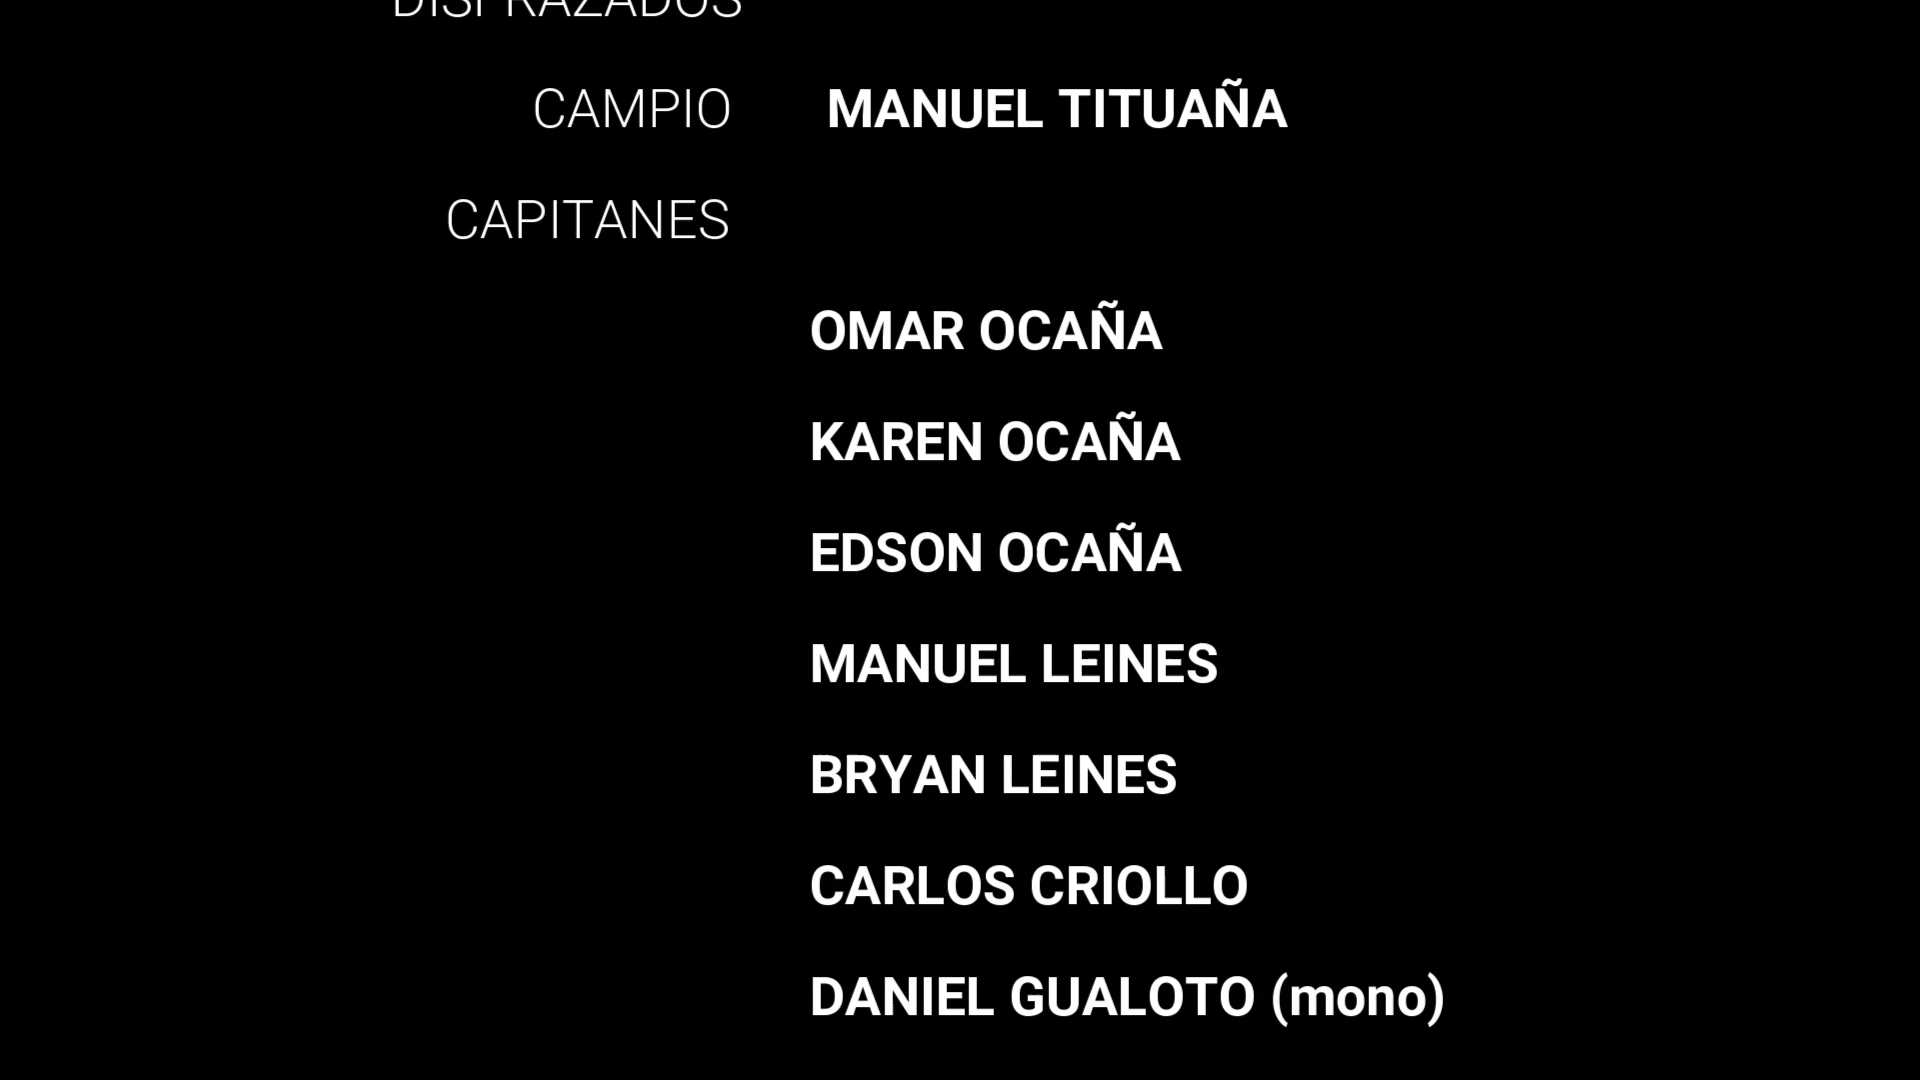 DISFRAZADOS
CAMPIO MANUEL TITUAÑA
CAPITANES
OMAR OCAÑA
KAREN OCAÑA
EDSON OCAÑA
MANUEL LEINES
BRYAN LEINES
CARLOS CRIOLLO
DANIEL GUALOTO (mono)